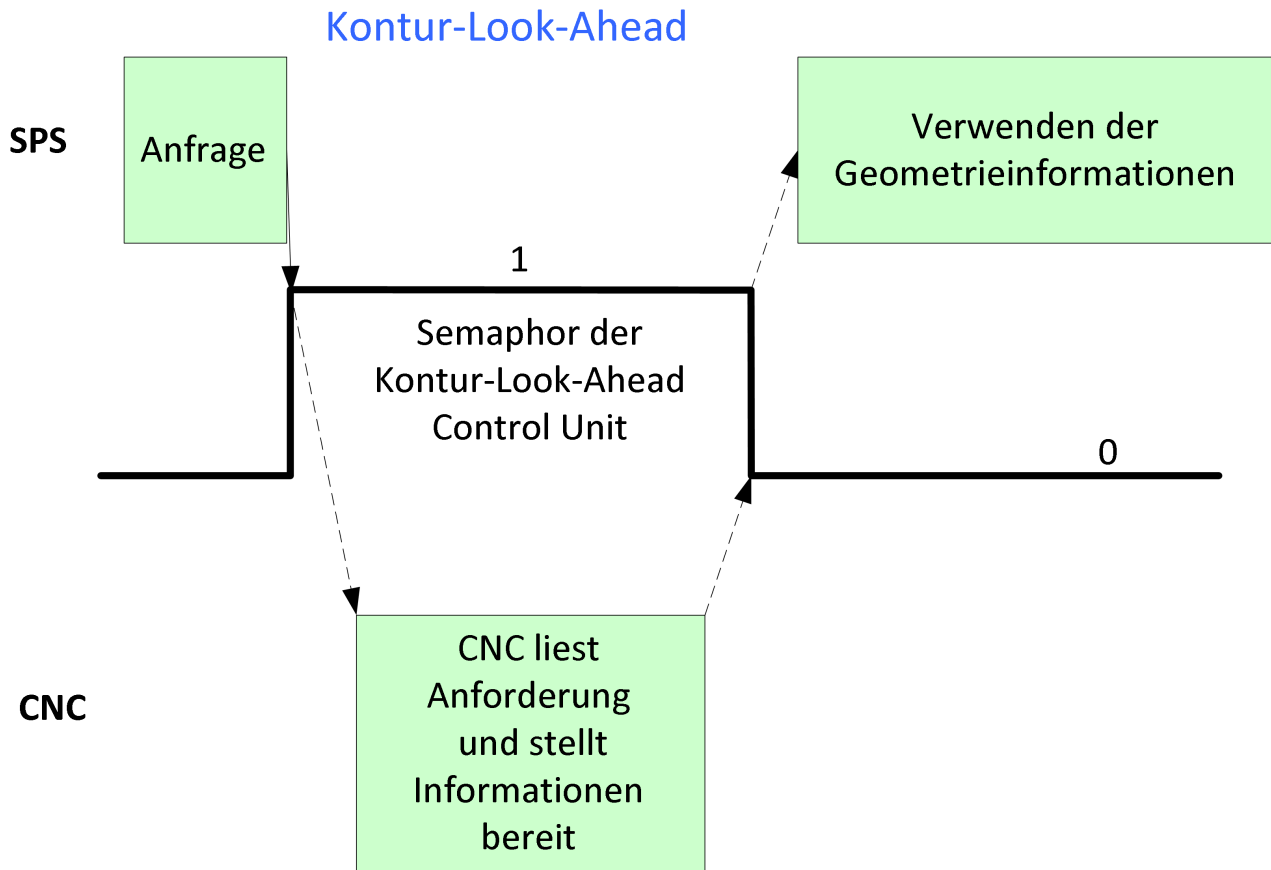 Kontur-Look-Ahead
SPS
Anfrage
Verwenden der
Geometrieinformationen
1
Semaphor der
Kontur-Look-Ahead
Control Unit
0
CNC
CNC liest
Anforderung
und stellt
Informationen
bereit